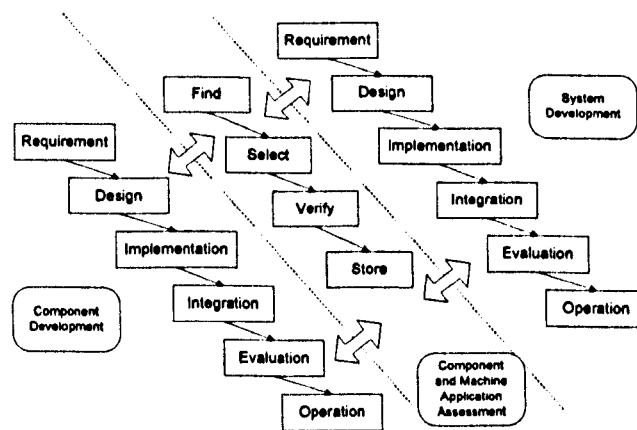 Requirement
Design
Implementation
Integration
Evaluation
Operation
System
Development
Find
Select
Verify
Store
Component
and Machine
Application
Assessment
Requirement
Design
Implementation
Integration
Evaluation
Operation
Component
Development